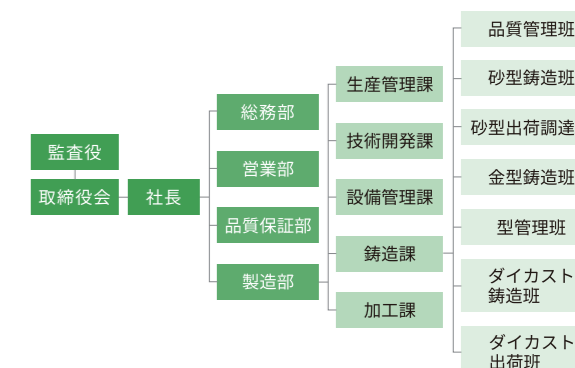 監査役
取締役会
社長
総務部
営業部
品質保証部
製造部
生産管理課
技術開発課
設備管理課
鋳造課
加工課
品質管理班
砂型鋳造班
砂型出荷調達
金型鋳造班
型管理班
ダイカスト
鋳造班
ダイカスト
出荷班